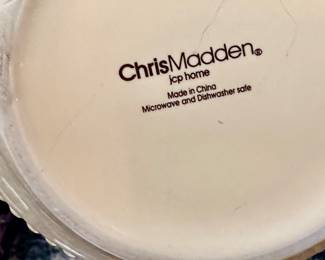 ChrisMadden®
jcp home
Made in China
Microwave and Dishwasher safe